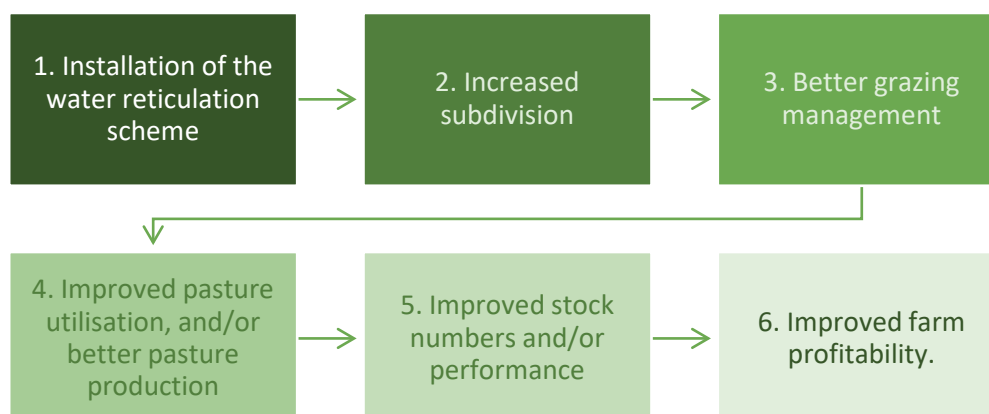 1. Installation of the
water reticulation
scheme
2. Increased
subdivision
3. Better grazing
management
4. Improved pasture
utilisation, and/or
better pasture
production
5. Improved stock
numbers and/or
performance
6. Improved farm
profitability.